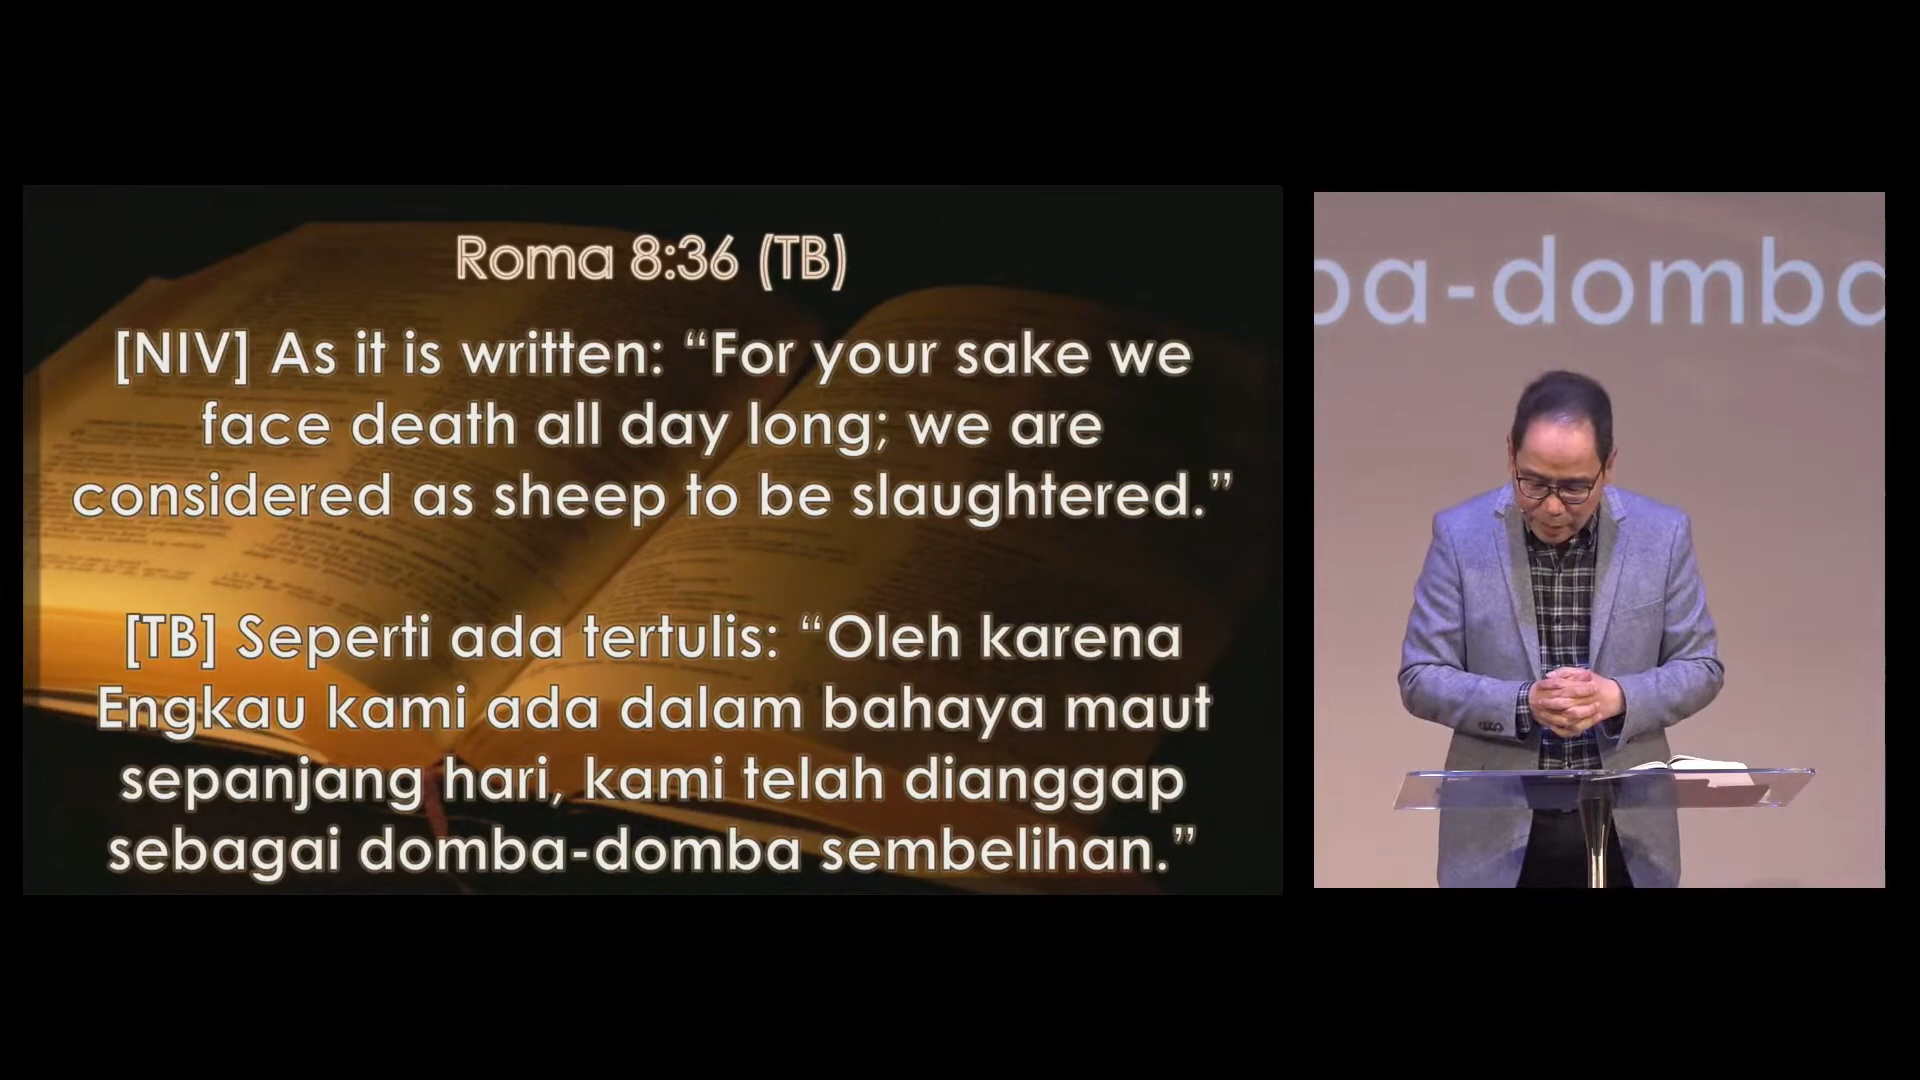 Roma 8:36 (TB)
[NIV] As it is written: “For your sake we
face death all day long; we are
considered as sheep to be slaughtered.”
[TB] Seperti ada tertulis: “Oleh karena
Engkau kami ada dalam bahaya maut
sepanjang hari, kami telah dianggap
sebagai domba-domba sembelihan.”
ba-domba